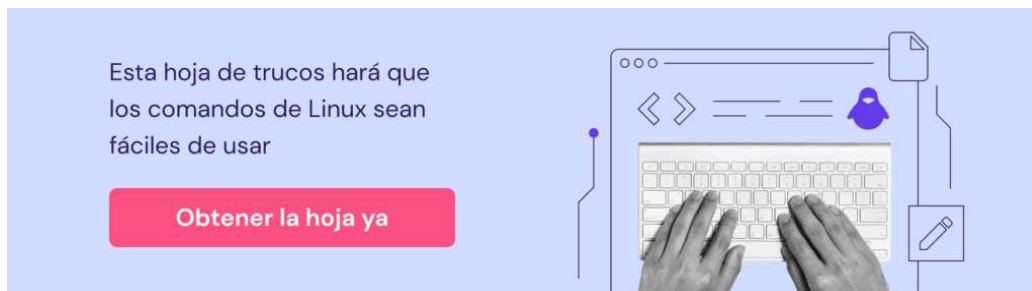 Esta hoja de trucos hará que
los comandos de Linux sean
fáciles de usar
Obtener la hoja ya